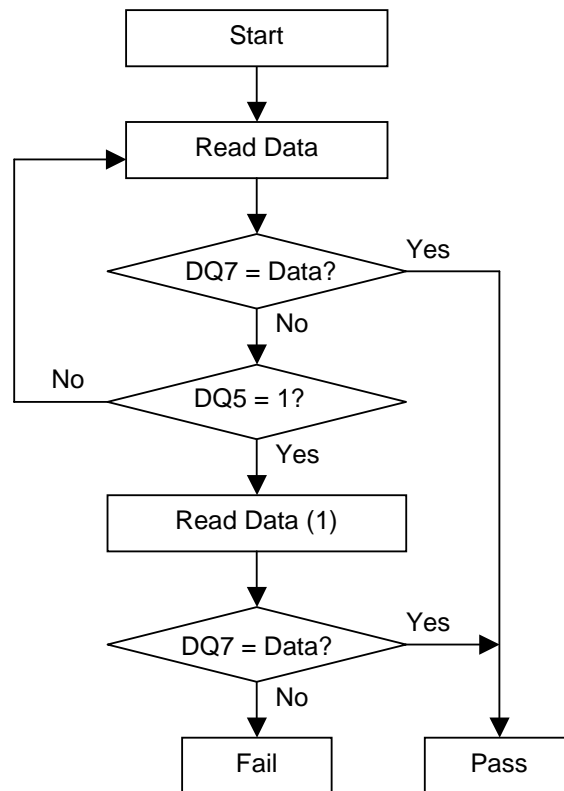 Start
Read Data
DQ7 = Data?
Yes
No
DQ5 = 1?
No
Yes
Read Data (1)
DQ7 = Data?
Yes
No
Fail
Pass